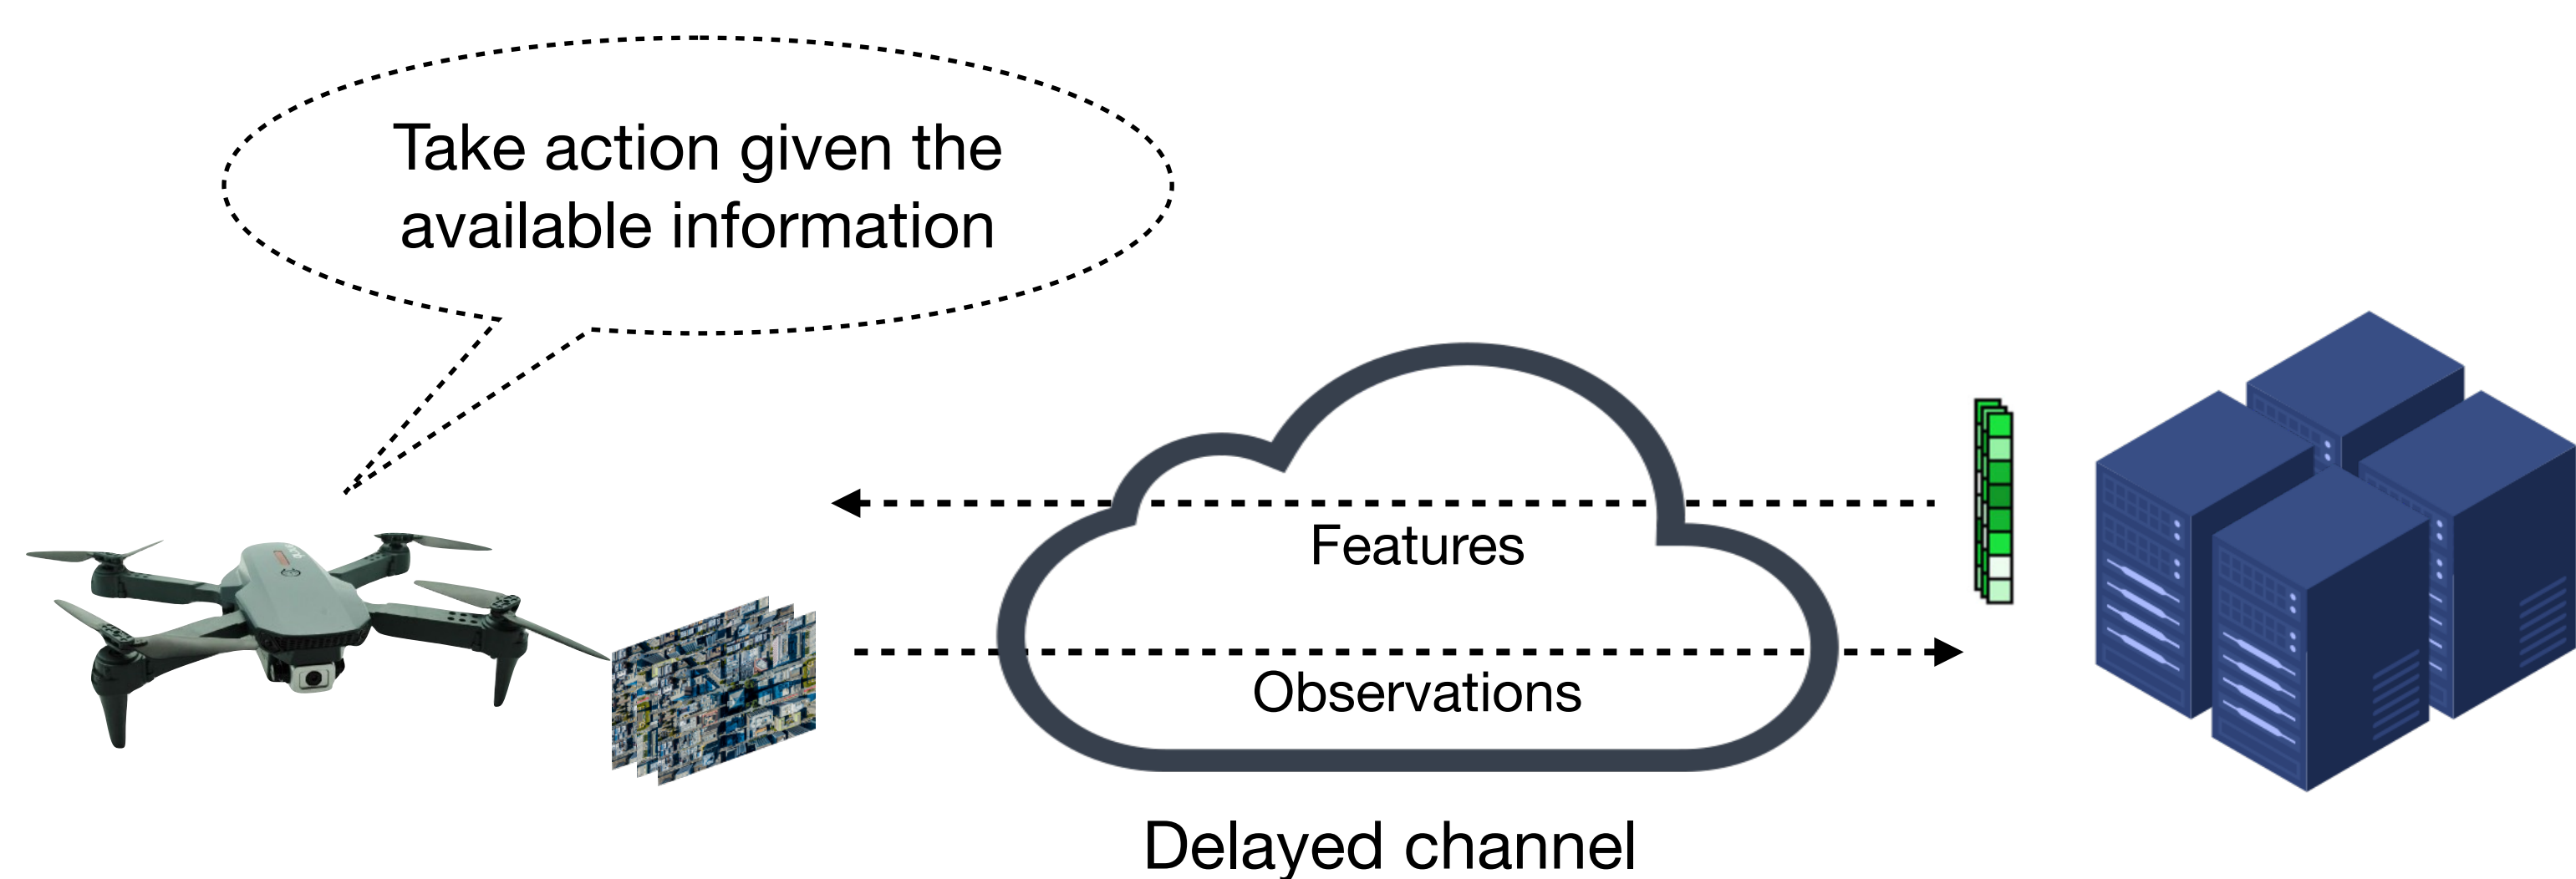 Take action given the
available information
Features
Observations
Delayed channel